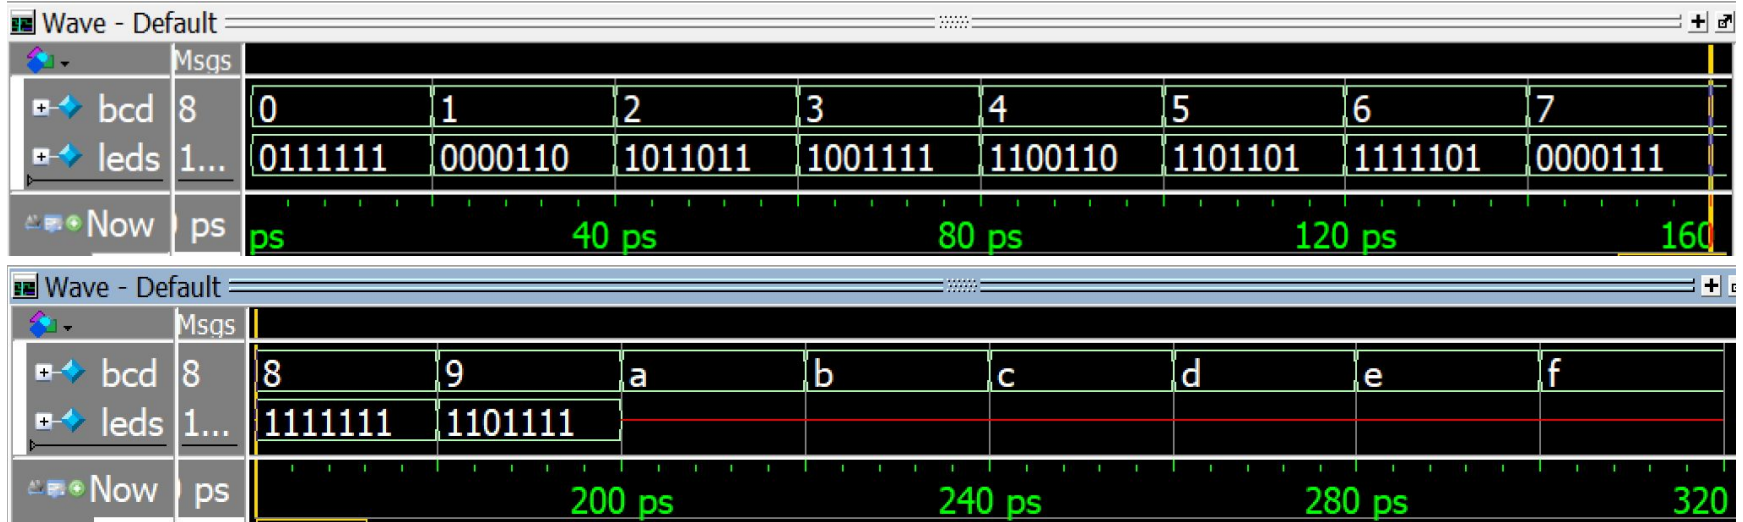 Wave - Default
Msgs
bcd 8 0 1 2 3 4 5 6 7
leds 1... 0111111 0000110 1011011 1001111 1100110 1101101 1111101 0000111
Now ps ps 40 ps 80 ps 120 ps 160
Wave - Default
Msgs
bcd 8 8 9 a b c d e f
leds 1... 1111111 1101111
Now ps 200 ps 240 ps 280 ps 320